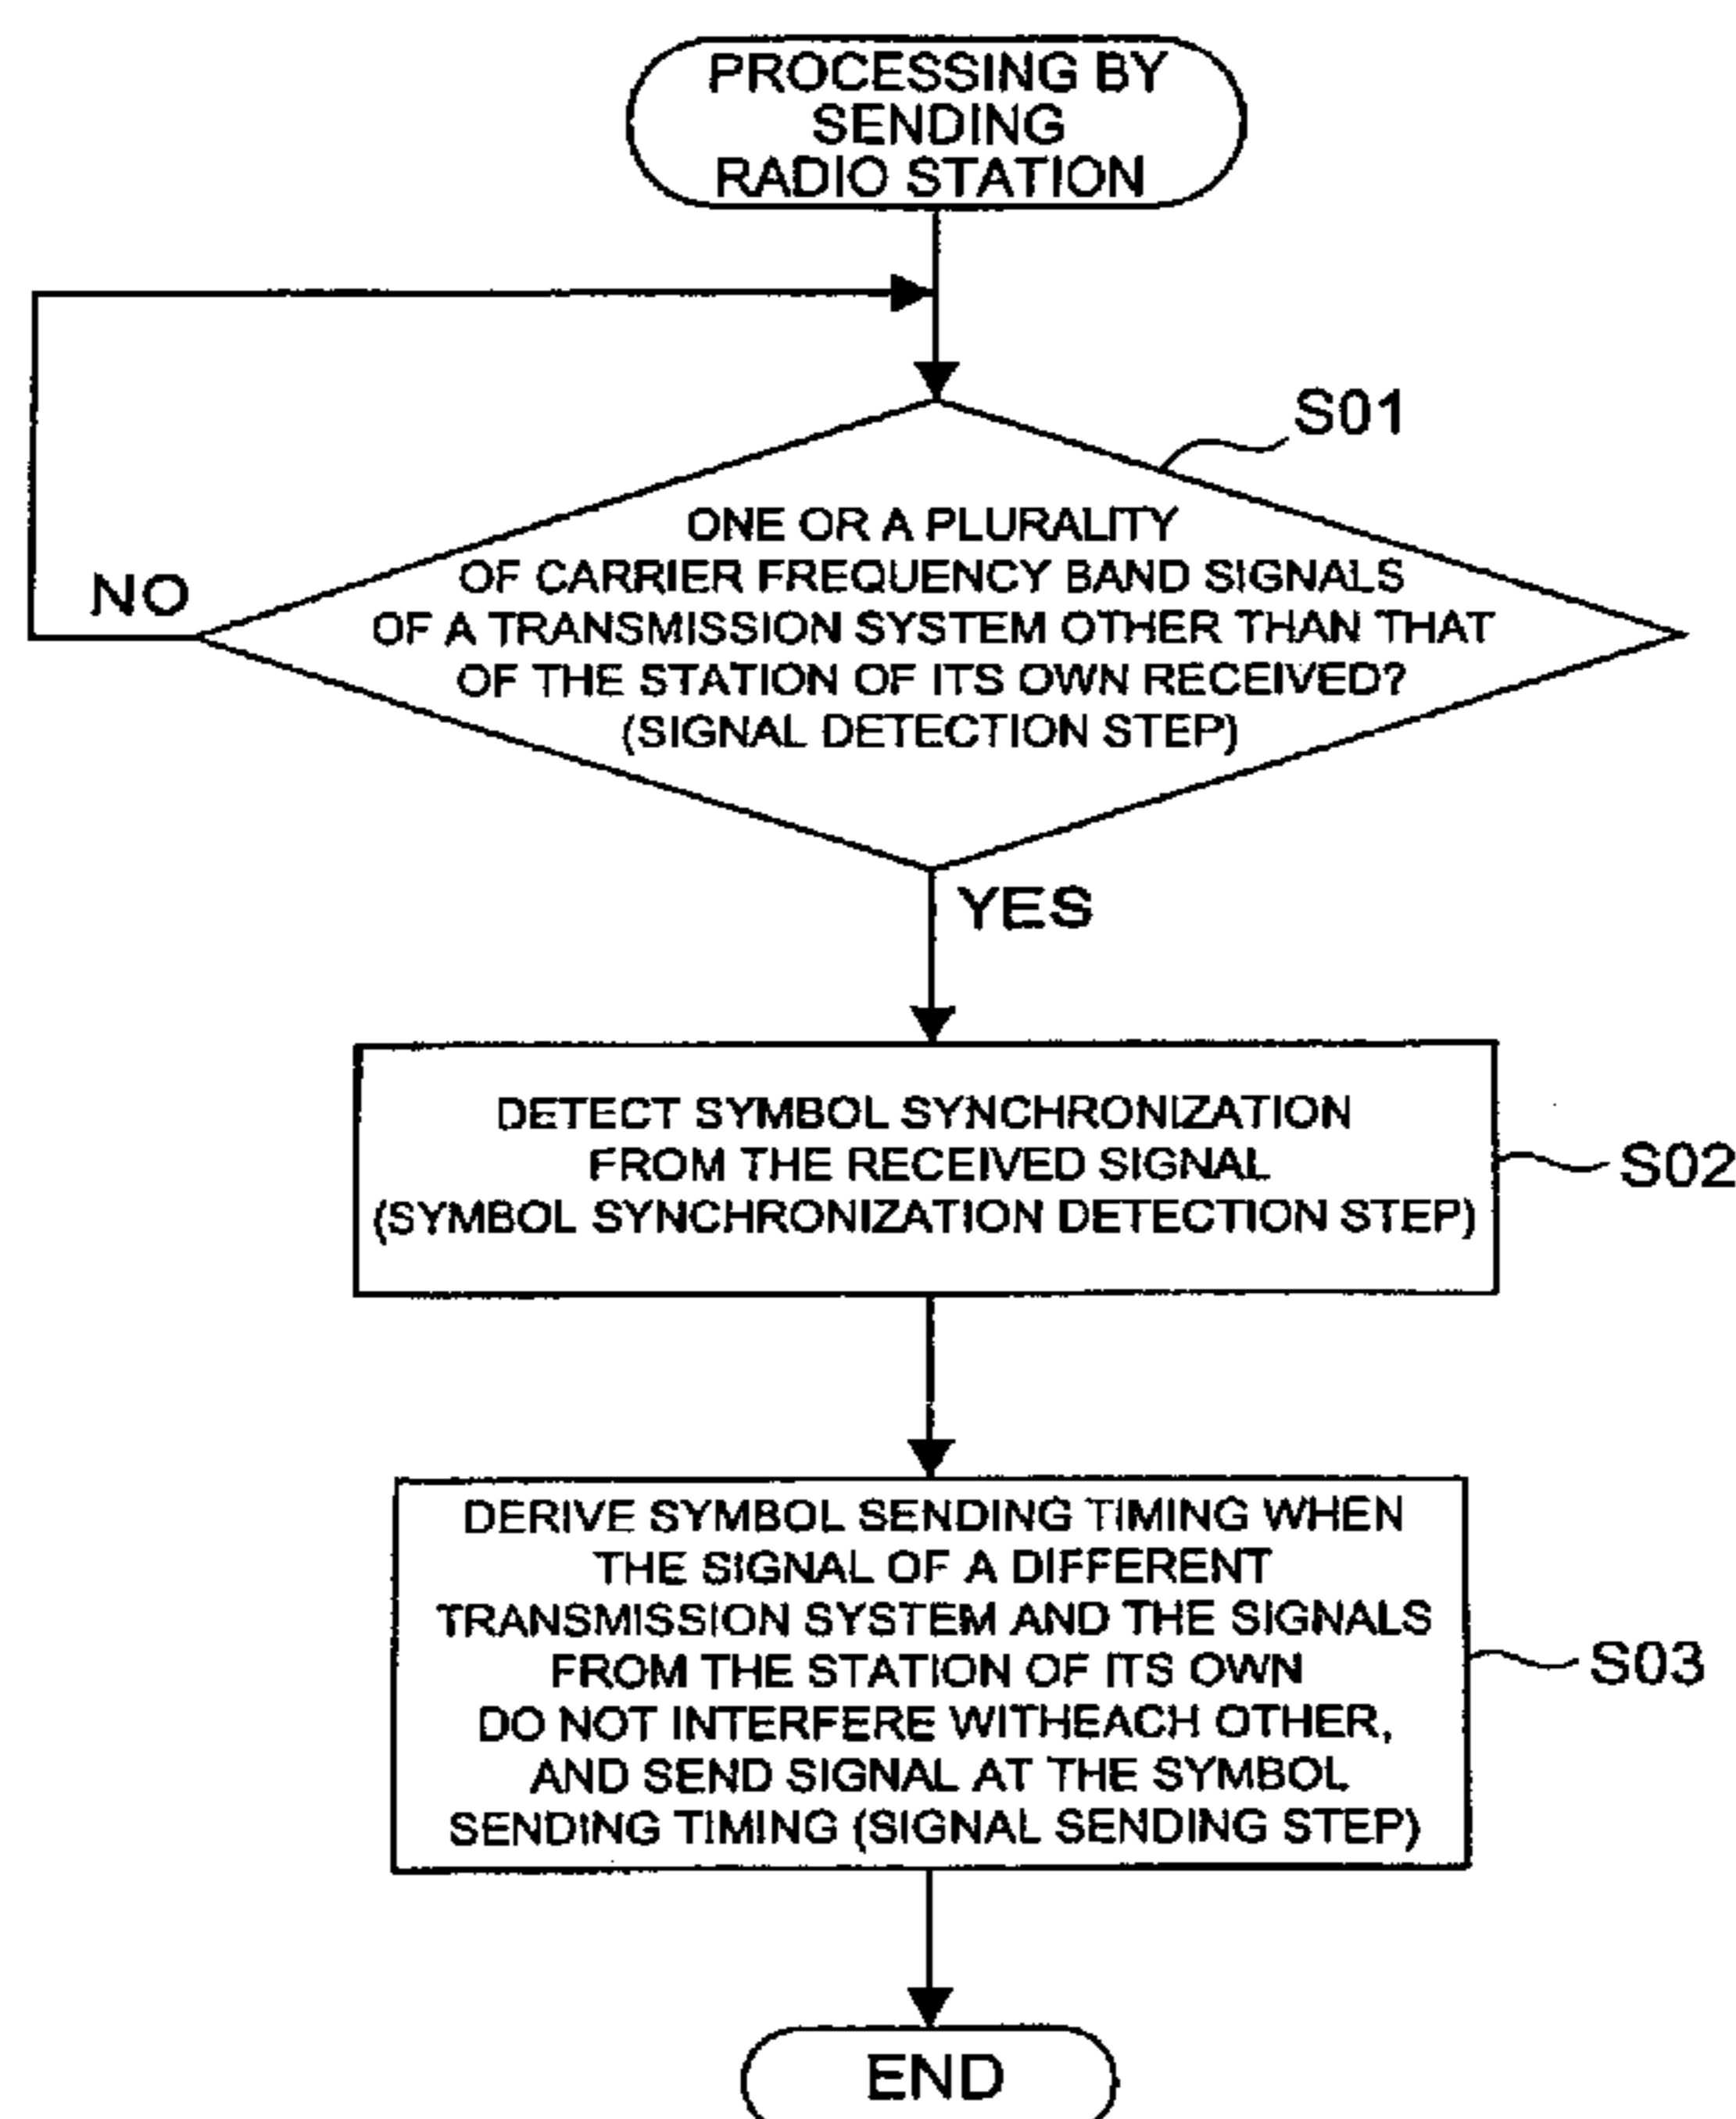 PROCESSING BY
SENDING
RADIO STATION
S01
ONE OR A PLURALITY
OF CARRIER FREQUENCY BAND SIGNALS
OF A TRANSMISSION SYSTEM OTHER THAN THAT
OF THE STATION OF ITS OWN RECEIVED?
(SIGNAL DETECTION STEP)
NO
YES
DETECT SYMBOL SYNCHRONIZATION
FROM THE RECEIVED SIGNAL
(SYMBOL SYNCHRONIZATION DETECTION STEP)
S02
DERIVE SYMBOL SENDING TIMING WHEN
THE SIGNAL OF A DIFFERENT
TRANSMISSION SYSTEM AND THE SIGNALS
FROM THE STATION OF ITS OWN
DO NOT INTERFERE WITHEACH OTHER,
AND SEND SIGNAL AT THE SYMBOL
SENDING TIMING (SIGNAL SENDING STEP)
S03
END